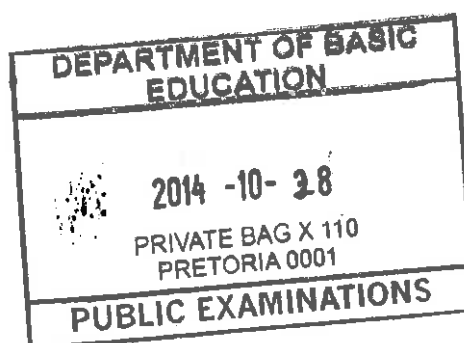 DEPARTMENT OF BASIC
EDUCATION
2014 -10- 28
PRIVATE BAG X 110
PRETORIA 0001
PUBLIC EXAMINATIONS